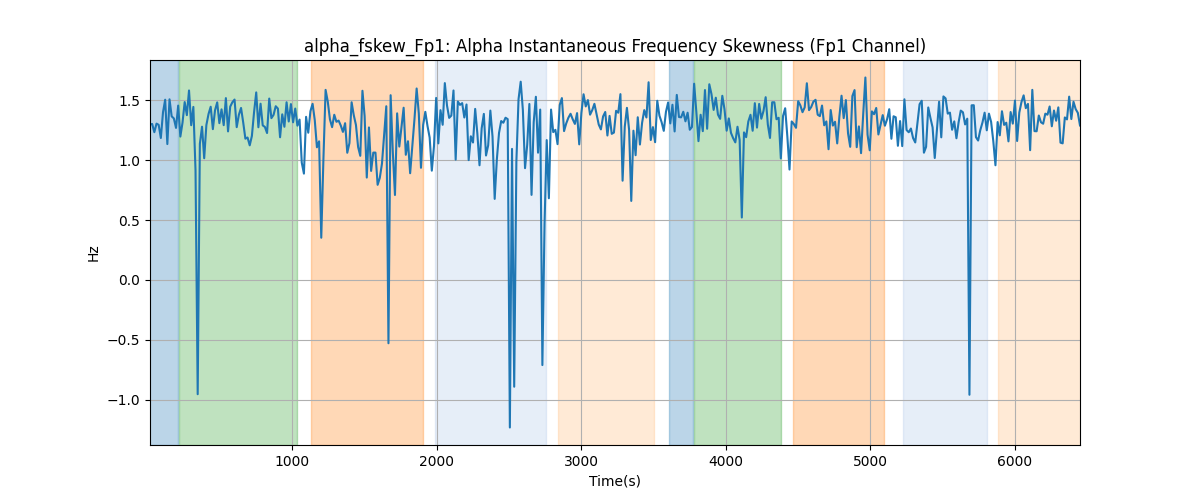 alpha_fskew_Fp1: Alpha Instantaneous Frequency Skewness (Fp1 Channel)
1.5
1.0
0.5
0.0
−0.5
−1.0
Hz
1000 2000 3000 4000 5000 6000
Time(s)